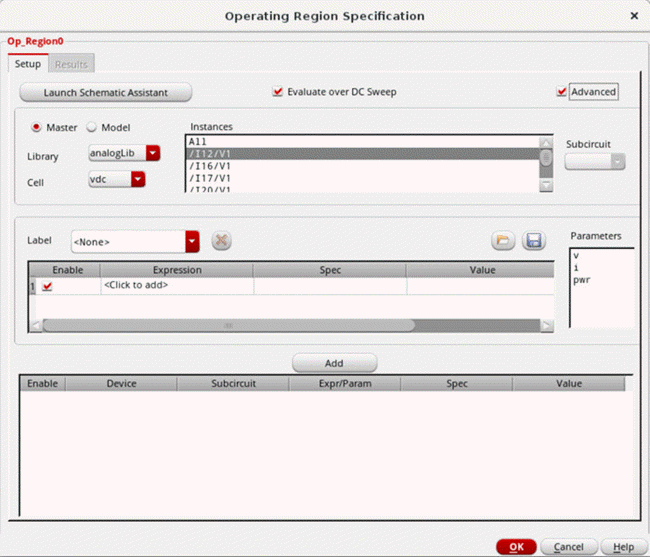 Operating Region Specification
Op_Region0
Setup Results
Launch Schematic Assistant Evaluate over DC Sweep Advanced
Master Model Instances
All
Library analogLib /I12/V1 Subcircuit
/I16/V1
Cell vdc /I17/V1
/I20/V1
Label <None> Parameters
Enable Expression Spec Value v
1 <Click to add> i
pwr
Add
Enable Device Subcircuit Expr/Param Spec Value
OK Cancel Help